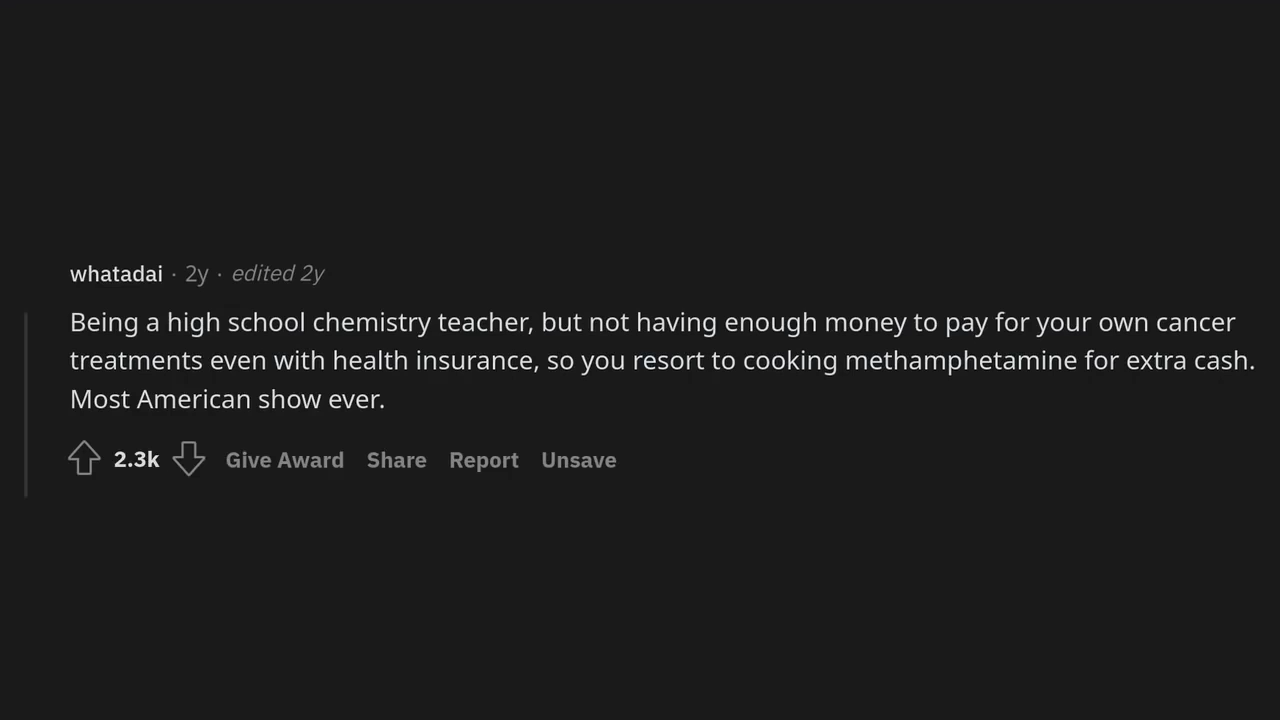 whatadai · 2y · edited 2y
Being a high school chemistry teacher, but not having enough money to pay for your own cancer
treatments even with health insurance, so you resort to cooking methamphetamine for extra cash.
Most American show ever.
2.3k Give Award Share Report Unsave